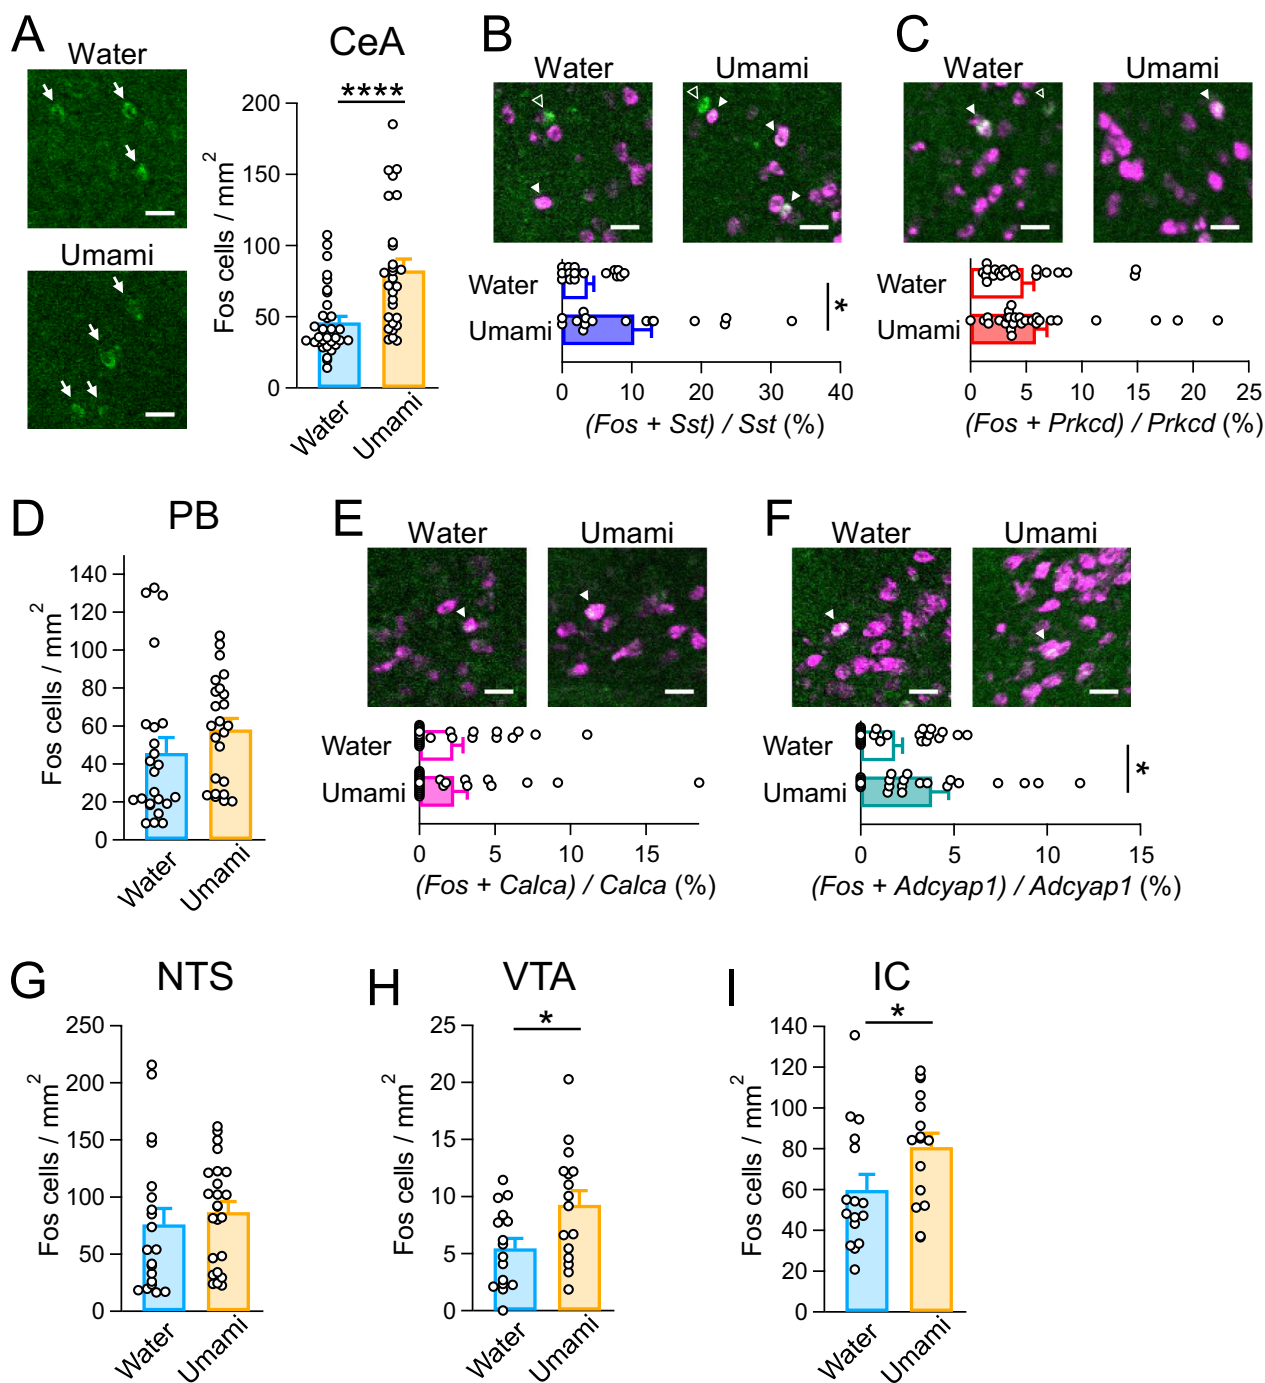 A
Water
Umami
CeA
****
Fos cells / mm2
200
150
100
50
0
Water
Umami
B
Water
Umami
Water
Umami
*
0 10 20 30 40
(Fos + Sst) / Sst (%)
C
Water
Umami
Water
Umami
0 5 10 15 20 25
(Fos + Prkcd) / Prkcd (%)
D
PB
Fos cells / mm2
140
120
100
80
60
40
20
0
Water
Umami
E
Water
Umami
Water
Umami
0 5 10 15
(Fos + Calca) / Calca (%)
F
Water
Umami
Water
Umami
*
0 5 10 15
(Fos + Adcyap1) / Adcyap1 (%)
G
NTS
Fos cells / mm2
250
200
150
100
50
0
Water
Umami
H
VTA
*
Fos cells / mm2
25
20
15
10
5
0
Water
Umami
I
IC
*
Fos cells / mm2
140
120
100
80
60
40
20
0
Water
Umami